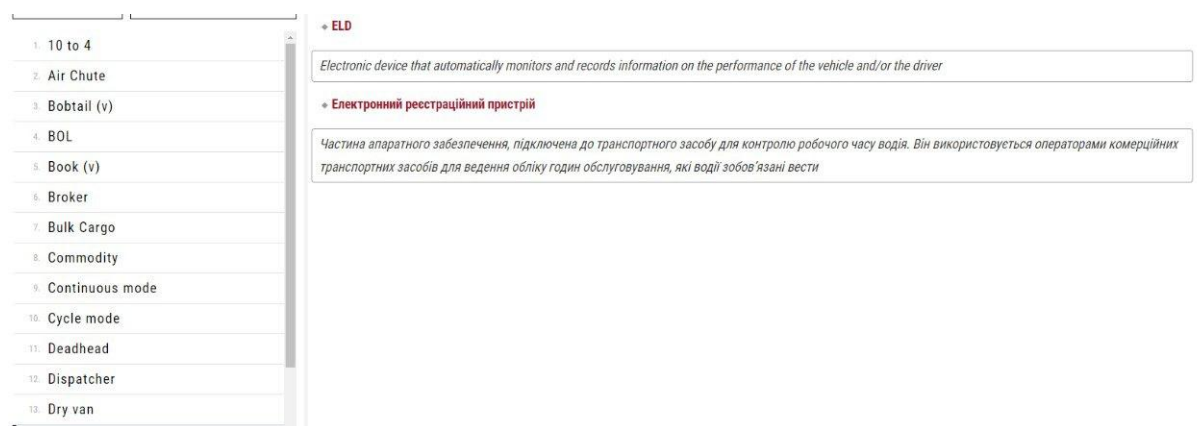 1. 10 to 4
2. Air Chute
3. Bobtail (v)
4. BOL
5. Book (v)
6. Broker
7. Bulk Cargo
8. Commodity
9. Continuous mode
10. Cycle mode
11. Deadhead
12. Dispatcher
13. Dry van
ELD
Electronic device that automatically monitors and records information on the performance of the vehicle and/or the driver
Електронний реєстраційний пристрій
Частина апаратного забезпечення, підключена до транспортного засобу для контролю робочого часу водія. Він використовується операторами комерційних
транспортних засобів для ведення обліку годин обслуговування, які водії зобов'язані вести